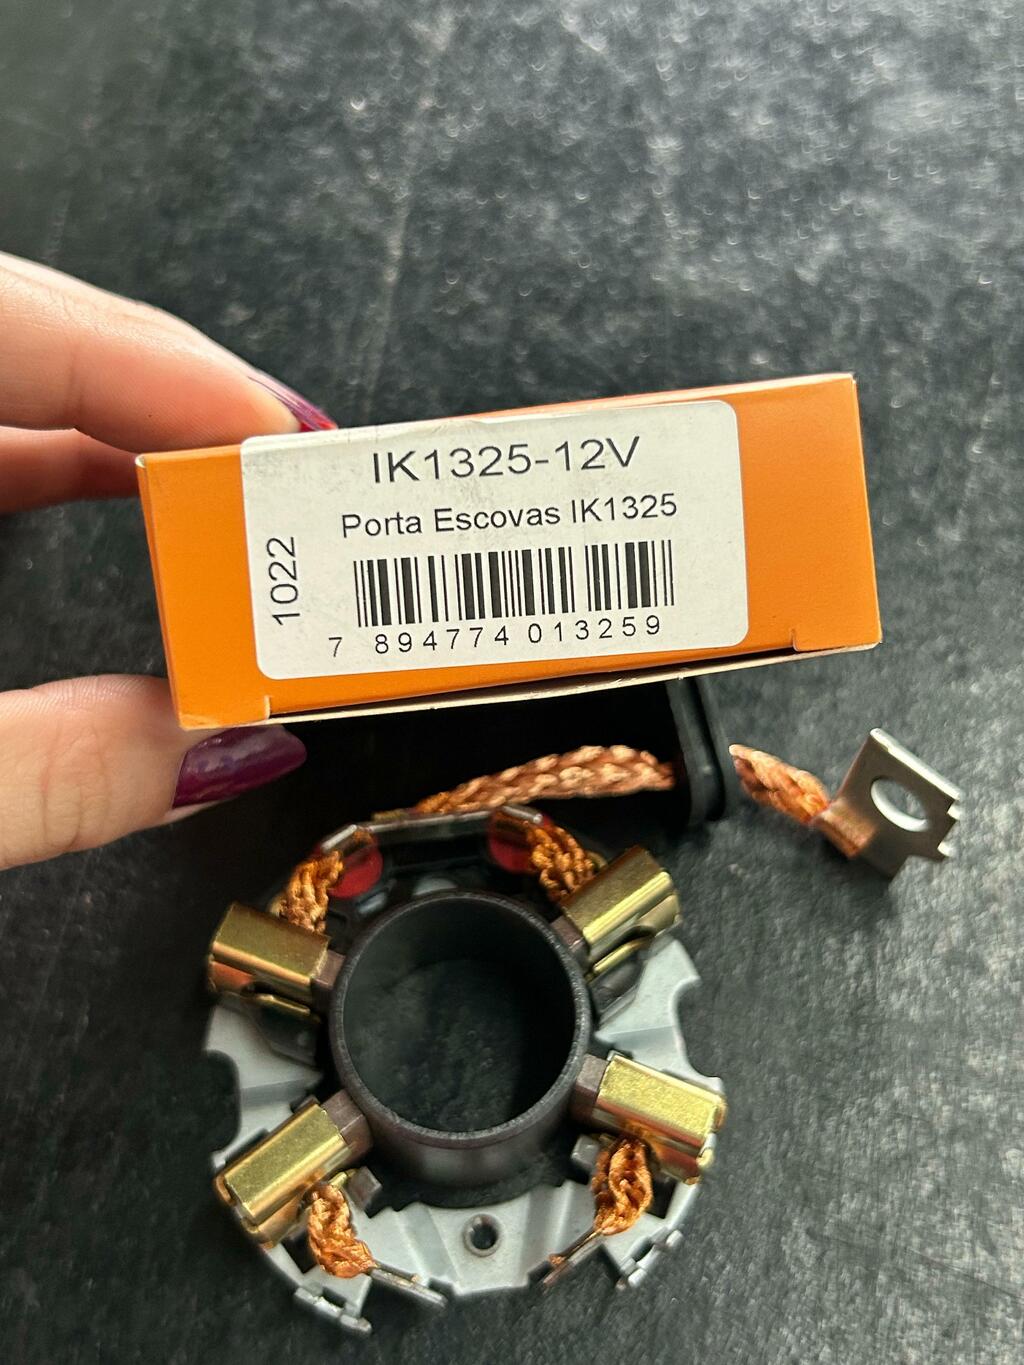 IK1325-12V
Porta Escovas IK1325
1022
7 894774 013259